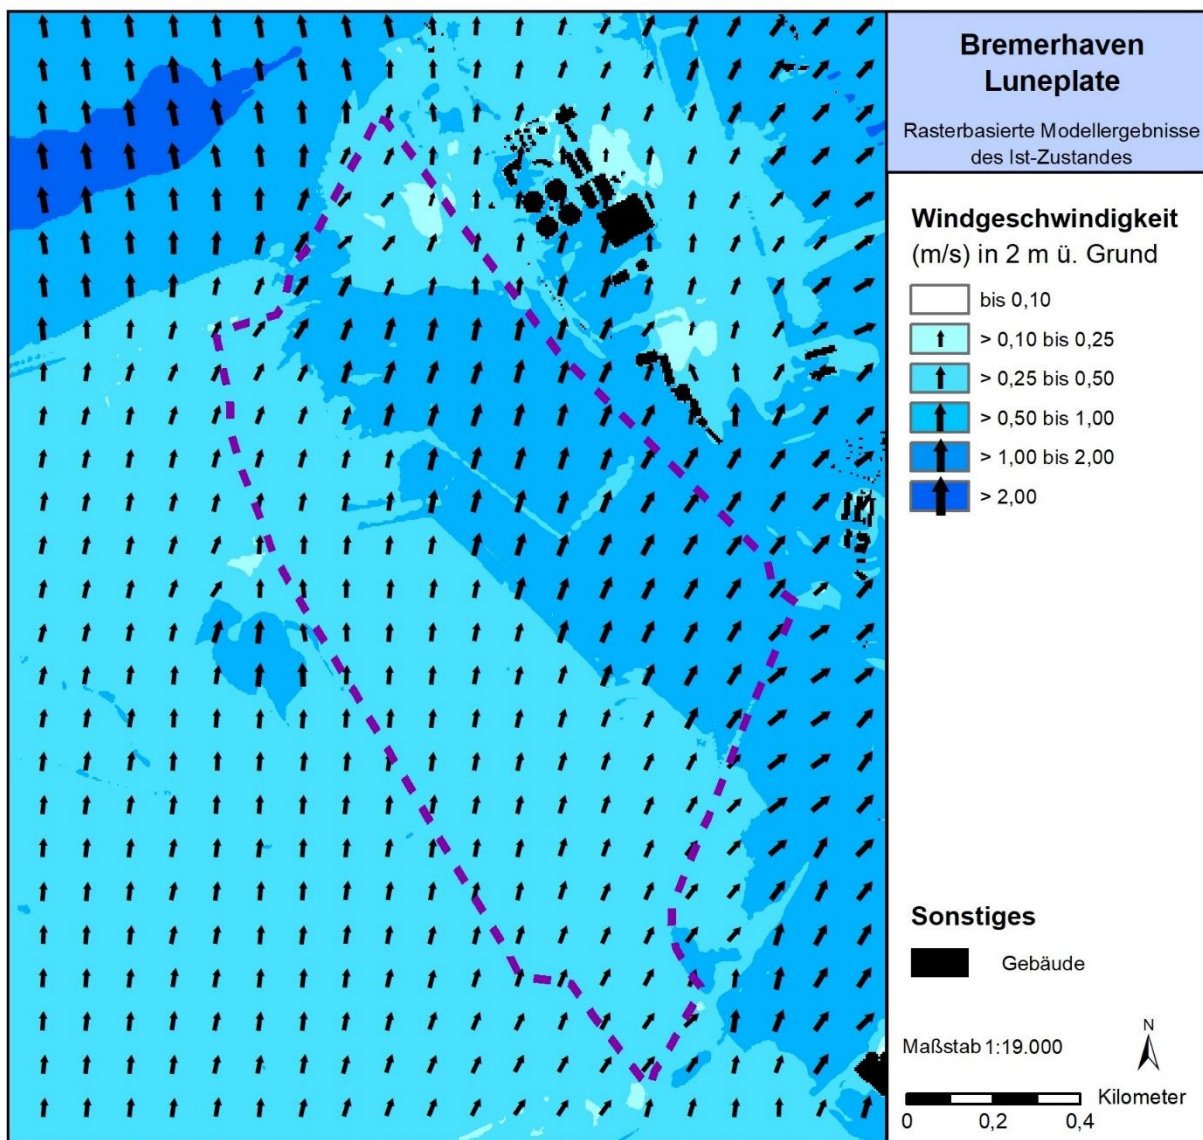 Bremerhaven
Luneplate
Rasterbasierte Modellergebnisse
des Ist-Zustandes
Windgeschwindigkeit
(m/s) in 2 m ü. Grund
bis 0,10
> 0,10 bis 0,25
> 0,25 bis 0,50
> 0,50 bis 1,00
> 1,00 bis 2,00
> 2,00
Sonstiges
Gebäude
N
Maßstab 1:19.000
Kilometer
0 0,2 0,4